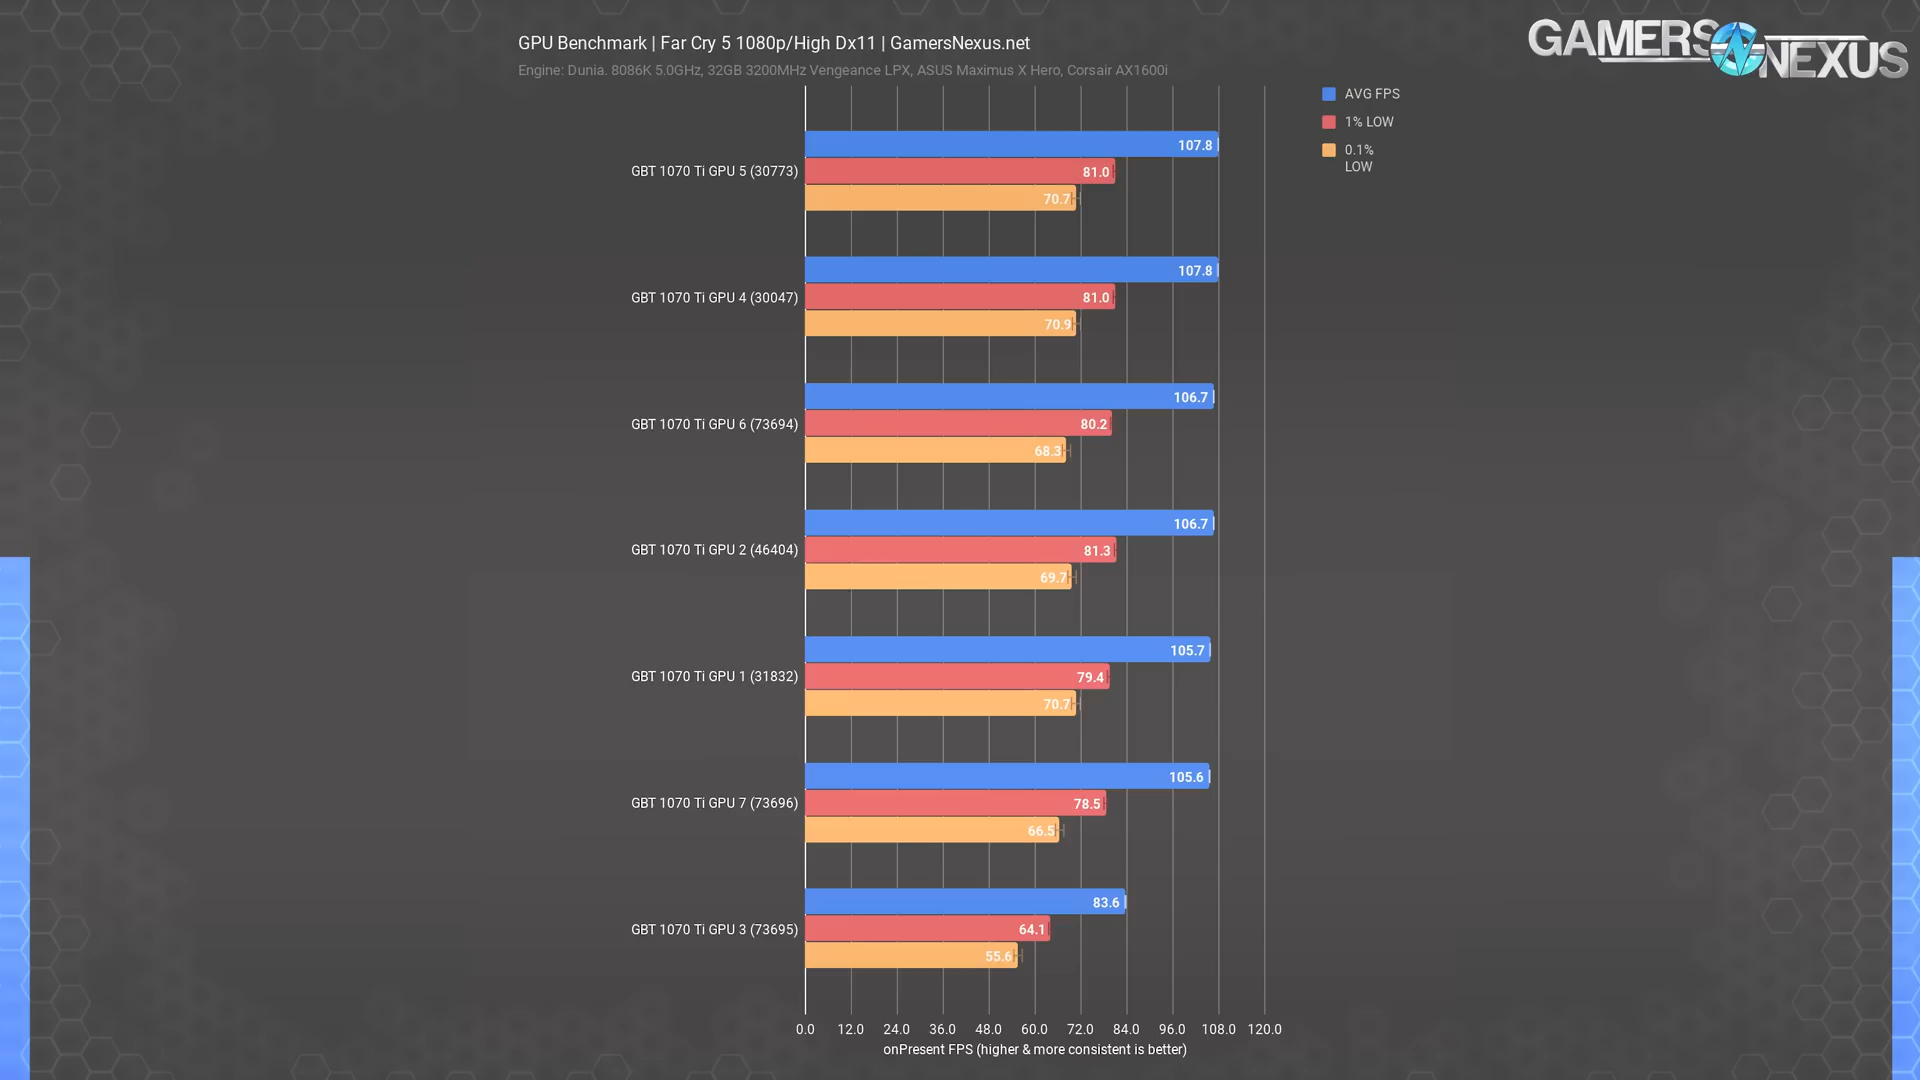 GAMERS NEXUS
GPU Benchmark | Far Cry 5 1080p/High Dx11 | GamersNexus.net
Engine: Dunia. 8086K 5.0GHz, 32GB 3200MHz Vengeance LPX, ASUS Maximus X Hero, Corsair AX1600i
AVG FPS
1% LOW
0.1%
LOW
GBT 1070 Ti GPU 5 (30773)
107.8
81.0
70.7
GBT 1070 Ti GPU 4 (30047)
107.8
81.0
70.9
GBT 1070 Ti GPU 6 (73694)
106.7
80.2
68.3
GBT 1070 Ti GPU 2 (46404)
106.7
81.3
69.7
GBT 1070 Ti GPU 1 (31832)
105.7
79.4
70.7
GBT 1070 Ti GPU 7 (73696)
105.6
78.5
66.5
GBT 1070 Ti GPU 3 (73695)
83.6
64.1
55.6
0.0 12.0 24.0 36.0 48.0 60.0 72.0 84.0 96.0 108.0 120.0
onPresent FPS (higher & more consistent is better)